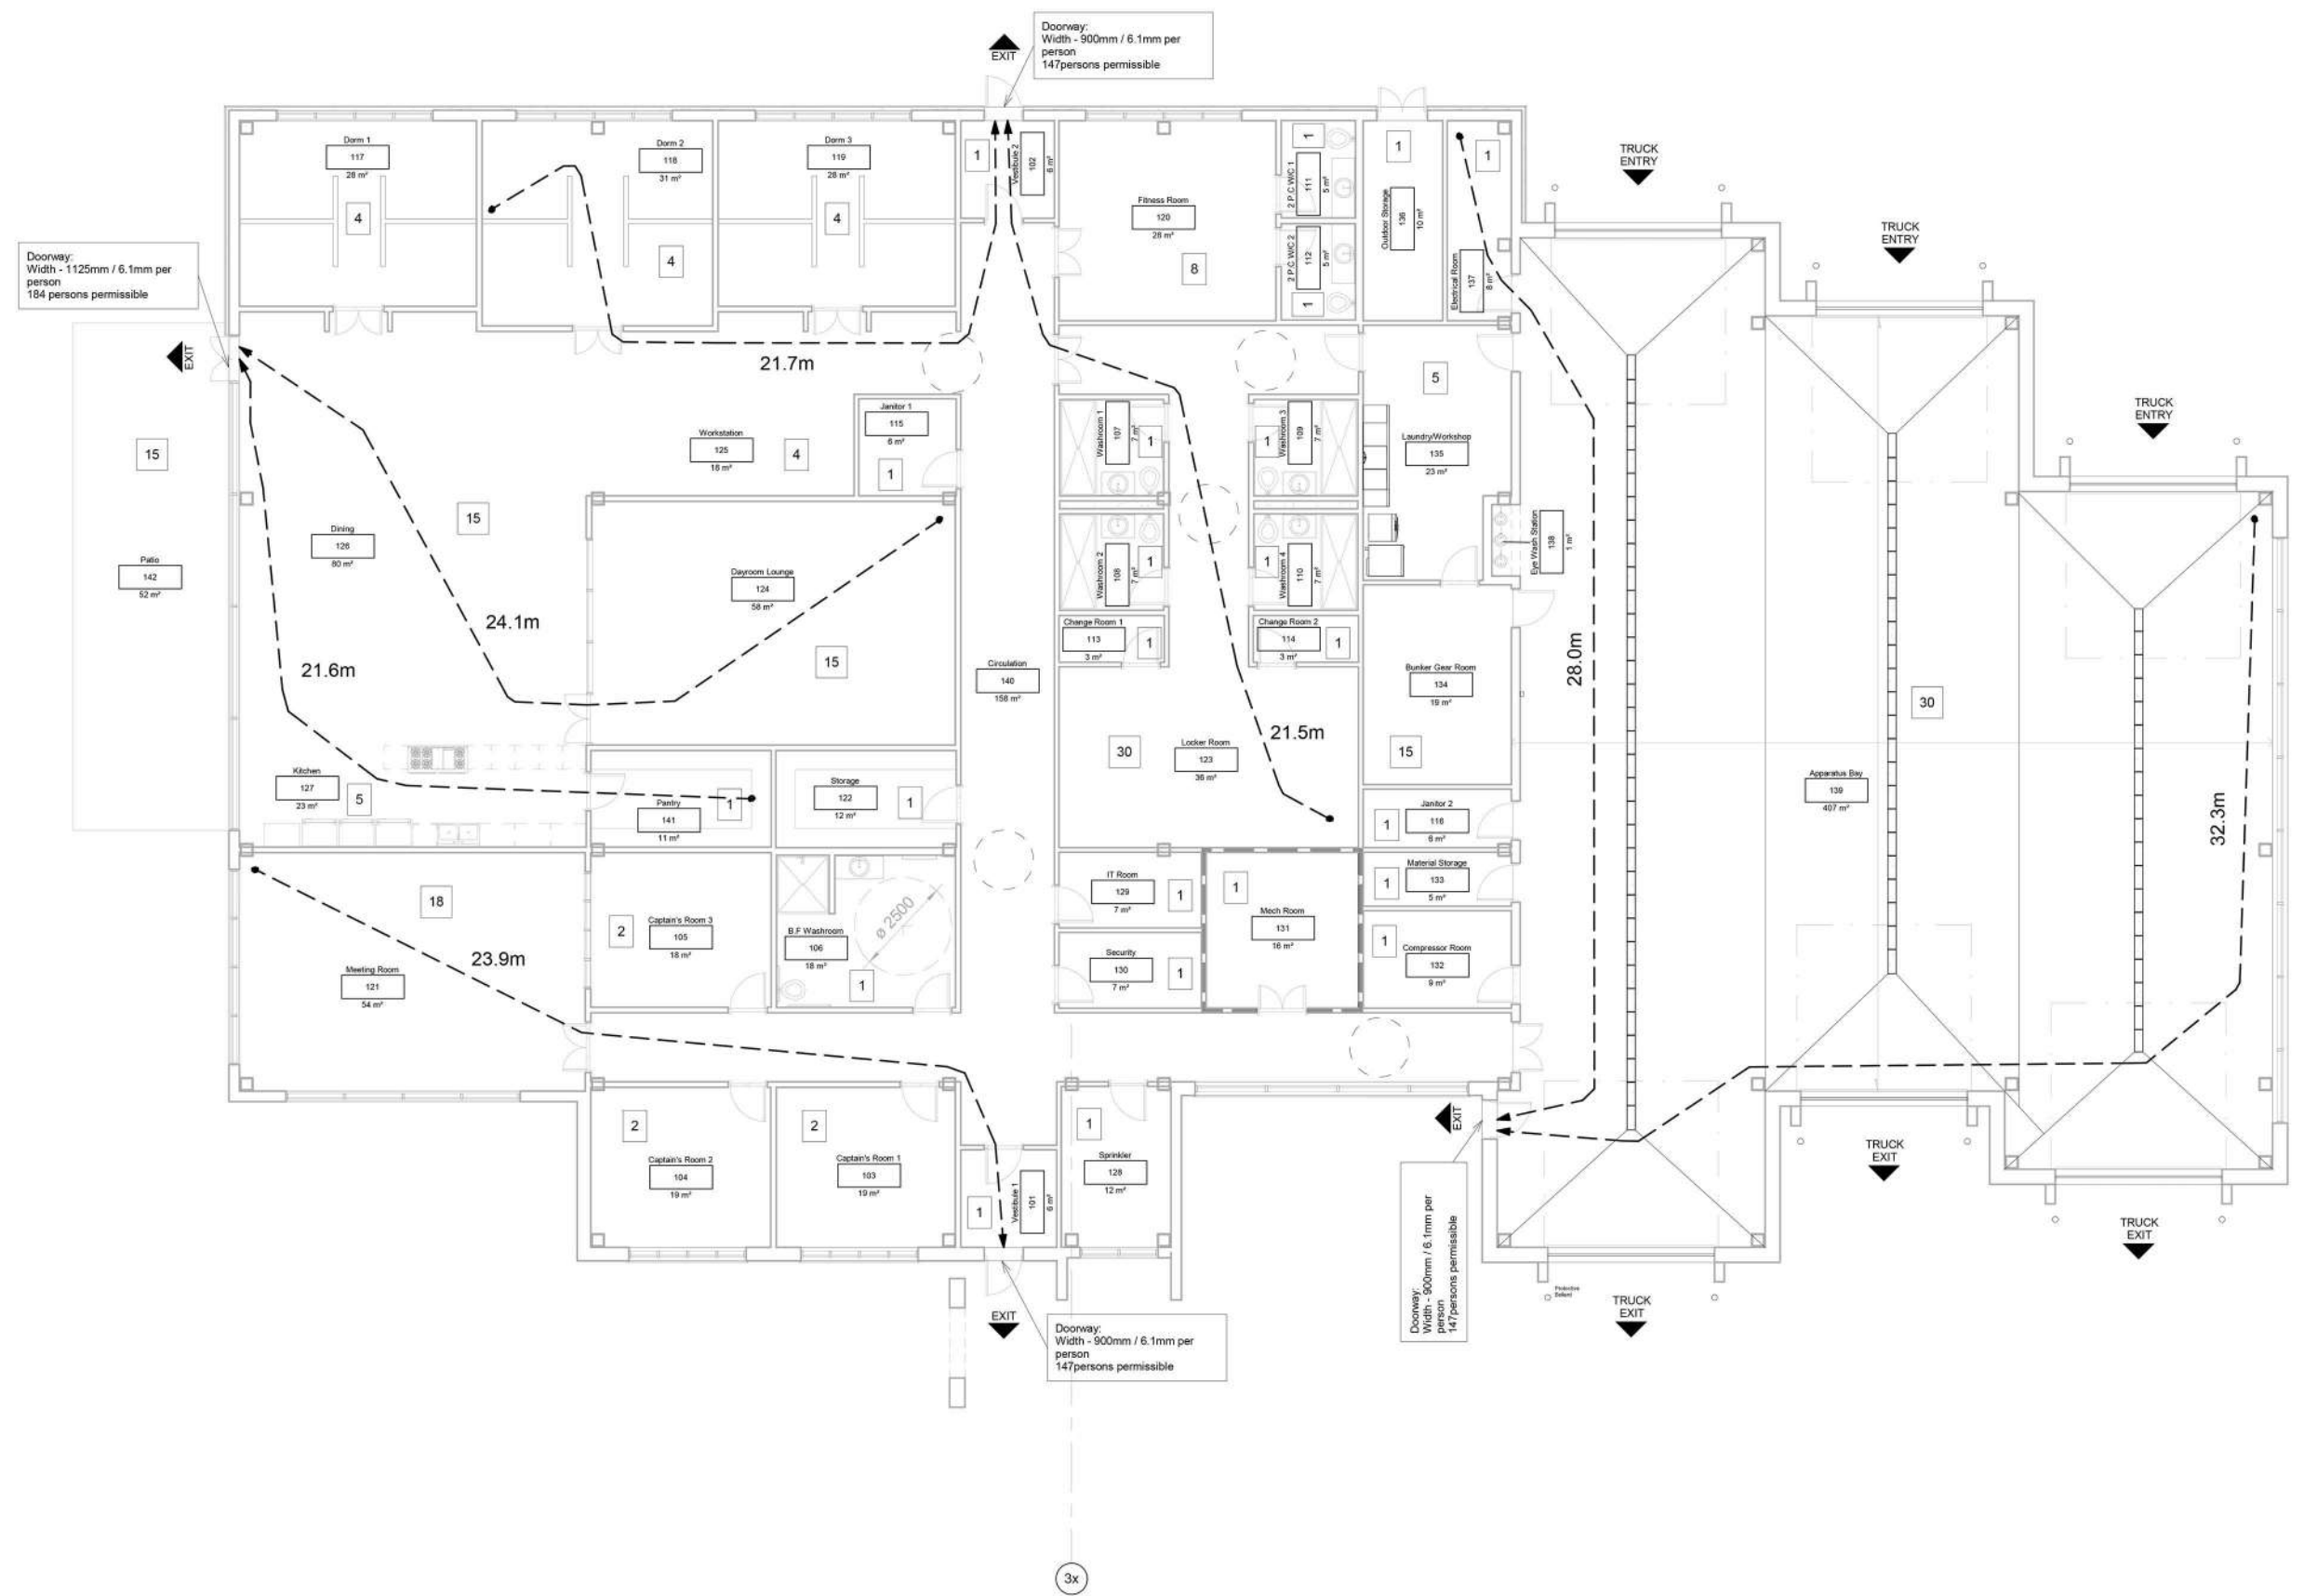 Doorway:
Width - 900mm / 6.1mm per
person
147persons permissible
EXIT
Doorway:
Width - 1125mm / 6.1mm per
person
184 persons permissible
EXIT
Dorm 1
117
28 m²
4
Dorm 2
118
31 m²
4
Dorm 3
119
28 m²
4
1
Vestibule 2
102
6 m²
Fitness Room
120
28 m²
8
1
2 P.C W/C 1
111
5 m²
2 P.C W/C 2
112
5 m²
1
1
Outdoor Storage
136
10 m²
1
Electrical Room
137
8 m²
TRUCK
ENTRY
TRUCK
ENTRY
TRUCK
ENTRY
21.7m
Janitor 1
115
6 m²
1
Workstation
125
18 m²
4
15
Patio
142
52 m²
15
Dining
126
80 m²
24.1m
21.6m
Dayroom Lounge
124
58 m²
15
Circulation
140
158 m²
Washroom 1
107
7 m²
1
Washroom 3
109
7 m²
1
Washroom 2
108
7 m²
1
Washroom 4
110
7 m²
1
Change Room 1
113
3 m²
1
Change Room 2
114
3 m²
1
5
Laundry/Workshop
135
23 m²
Eye Wash Station
138
1 m²
Bunker Gear Room
134
19 m²
15
28.0m
30
Apparatus Bay
139
407 m²
32.3m
30
Locker Room
123
36 m²
21.5m
Kitchen
127
23 m²
5
Pantry
141
11 m²
1
Storage
122
12 m²
1
Janitor 2
116
6 m²
1
Material Storage
133
5 m²
1
Compressor Room
132
9 m²
1
IT Room
129
7 m²
1
Security
130
7 m²
1
1
Mech Room
131
16 m²
18
Meeting Room
121
54 m²
23.9m
2
Captain's Room 3
105
18 m²
B.F Washroom
106
18 m²
1
ø 2500
2
Captain's Room 2
104
19 m²
2
Captain's Room 1
103
19 m²
1
Vestibule 1
101
6 m²
1
Sprinkler
128
12 m²
EXIT
Doorway:
Width - 900mm / 6.1mm per
person
147persons permissible
Protective
Bollard
TRUCK
EXIT
TRUCK
EXIT
TRUCK
EXIT
EXIT
Doorway:
Width - 900mm / 6.1mm per
person
147persons permissible
3x